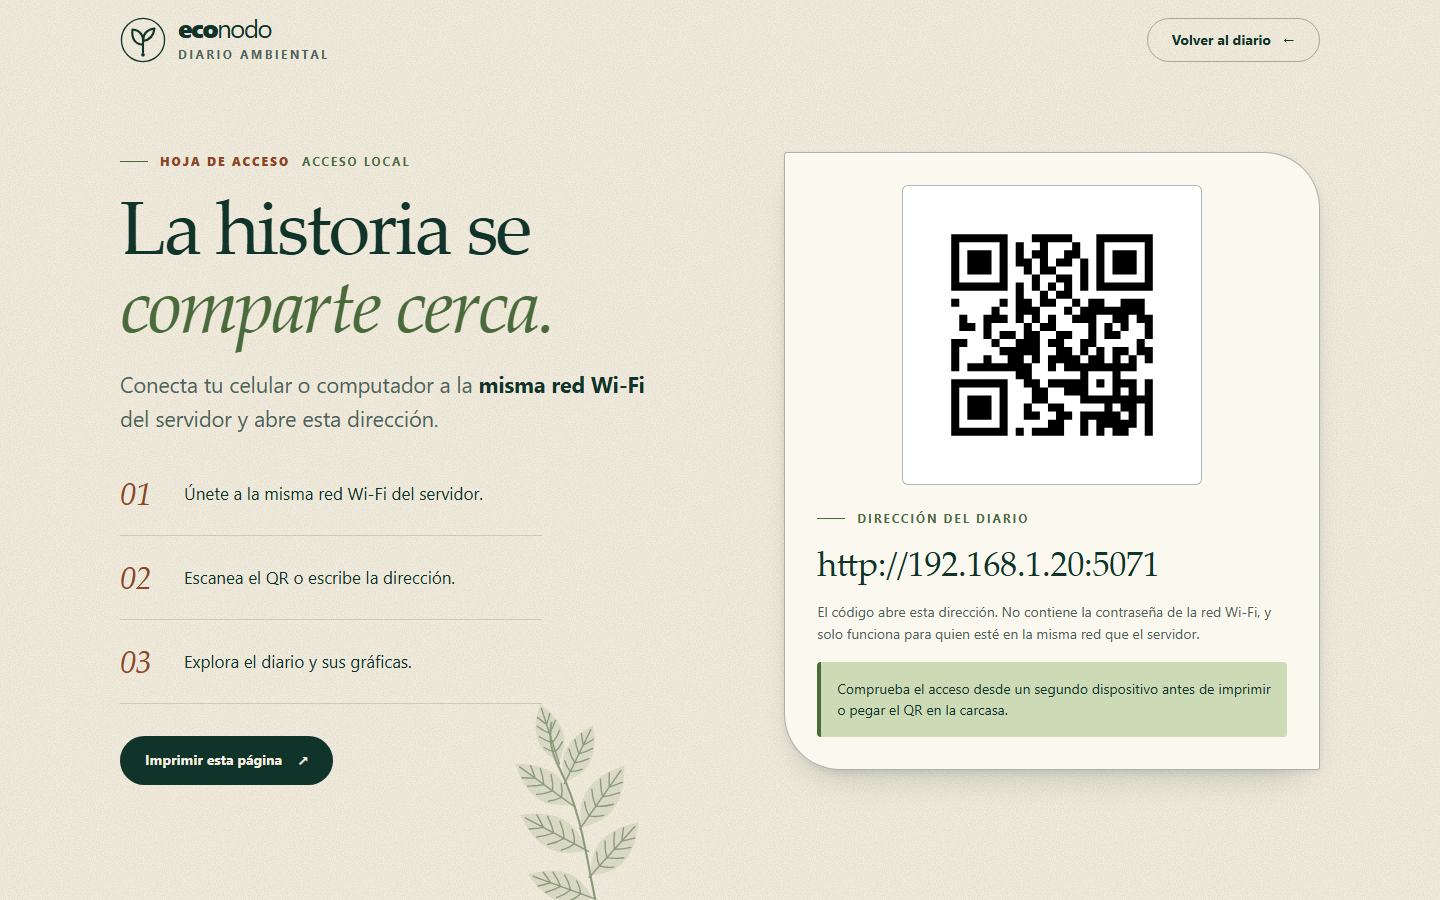 econodo
DIARIO AMBIENTAL
Volver al diario ←
HOJA DE ACCESO ACCESO LOCAL
La historia se
comparte cerca.
Conecta tu celular o computador a la misma red Wi-Fi
del servidor y abre esta dirección.
01 Únete a la misma red Wi-Fi del servidor.
02 Escanea el QR o escribe la dirección.
03 Explora el diario y sus gráficas.
Imprimir esta página ↗
DIRECCIÓN DEL DIARIO
http://192.168.1.20:5071
El código abre esta dirección. No contiene la contraseña de la red Wi-Fi, y
solo funciona para quien esté en la misma red que el servidor.
Comprueba el acceso desde un segundo dispositivo antes de imprimir
o pegar el QR en la carcasa.